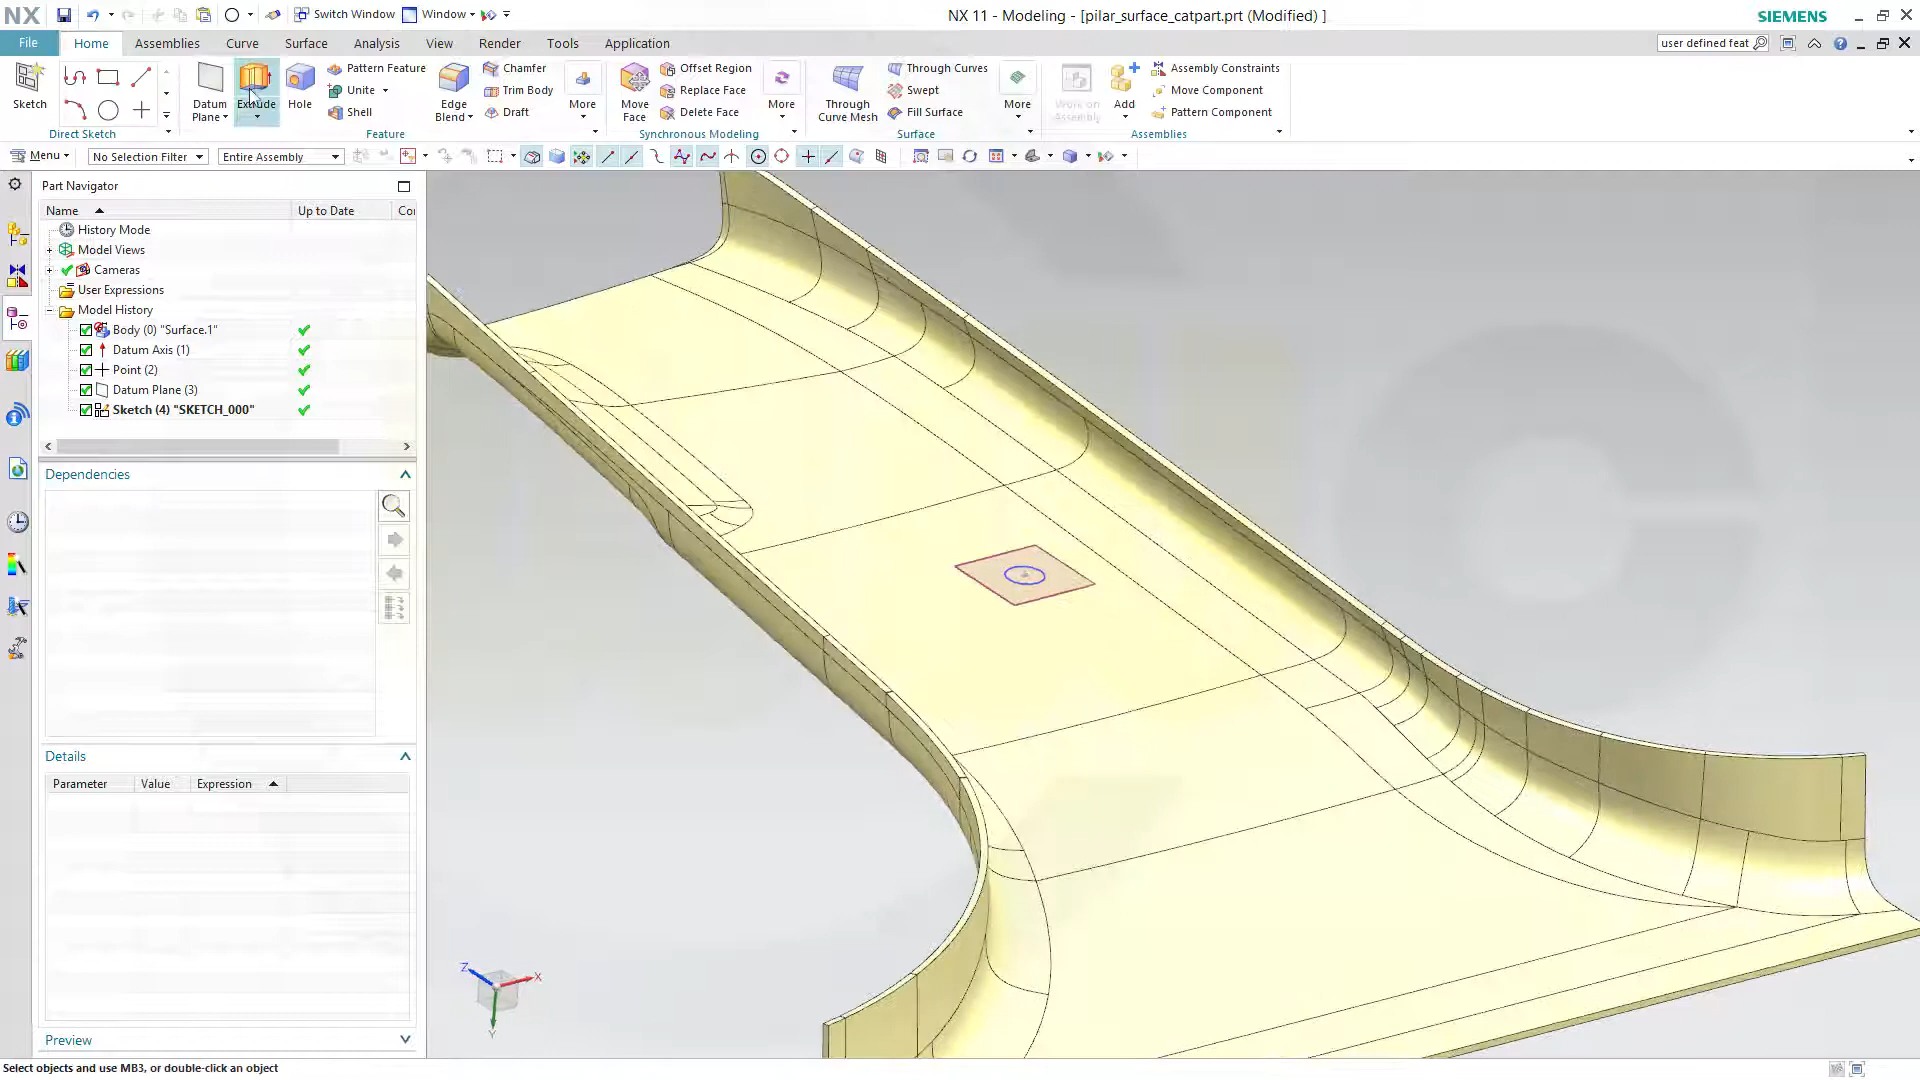 NX
Switch Window
Window
NX 11 - Modeling - [pilar_surface_catpart.prt (Modified) ]
SIEMENS
File
Home
Assemblies
Curve
Surface
Analysis
View
Render
Tools
Application
user defined feat
Sketch
Direct Sketch
Datum
Plane
Extrude
Hole
Pattern Feature
Unite
Shell
Edge
Blend
Chamfer
Trim Body
Draft
More
Feature
Move
Face
Offset Region
Replace Face
Delete Face
More
Synchronous Modeling
Through
Curve Mesh
Through Curves
Swept
Fill Surface
More
Surface
Work on
Assembly
Add
Assembly Constraints
Move Component
Pattern Component
Assemblies
Menu
No Selection Filter
Entire Assembly
Part Navigator
Name
Up to Date
Cor
History Mode
Model Views
Cameras
User Expressions
Model History
Body (0) "Surface.1"
Datum Axis (1)
Point (2)
Datum Plane (3)
Sketch (4) "SKETCH_000"
Dependencies
Details
Parameter
Value
Expression
Preview
Z
X
Y
Select objects and use MB3, or double-click an object